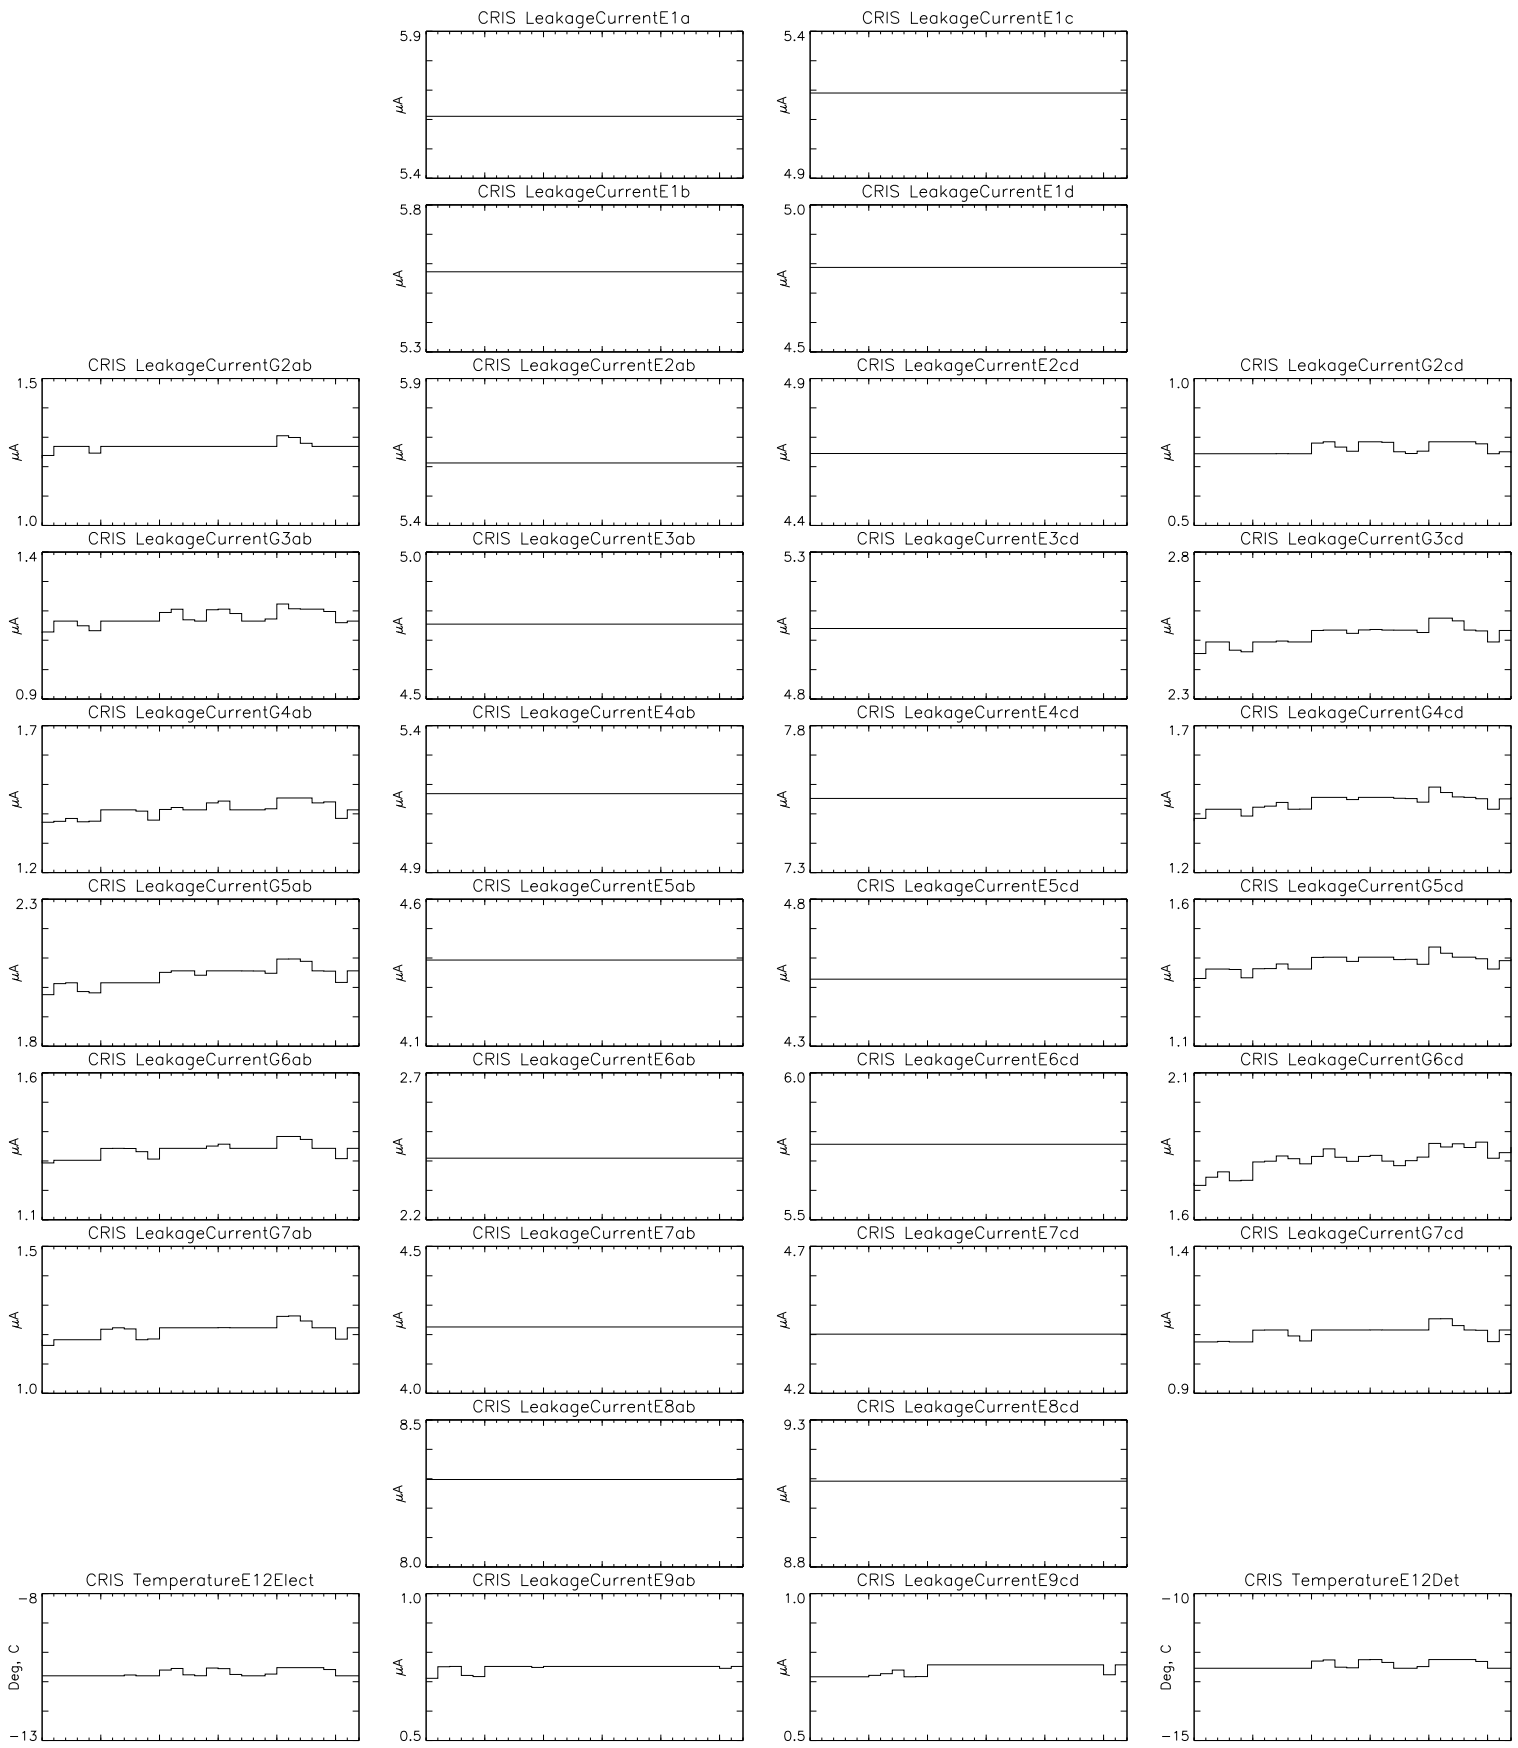 CRIS LeakageCurrentE1a
5.9
μA
5.4
CRIS LeakageCurrentE1c
5.4
μA
4.9
CRIS LeakageCurrentE1b
5.8
μA
5.3
CRIS LeakageCurrentE1d
5.0
μA
4.5
CRIS LeakageCurrentG2ab
1.5
μA
1.0
CRIS LeakageCurrentE2ab
5.9
μA
5.4
CRIS LeakageCurrentE2cd
4.9
μA
4.4
CRIS LeakageCurrentG2cd
1.0
μA
0.5
CRIS LeakageCurrentG3ab
1.4
μA
0.9
CRIS LeakageCurrentE3ab
5.0
μA
4.5
CRIS LeakageCurrentE3cd
5.3
μA
4.8
CRIS LeakageCurrentG3cd
2.8
μA
2.3
CRIS LeakageCurrentG4ab
1.7
μA
1.2
CRIS LeakageCurrentE4ab
5.4
μA
4.9
CRIS LeakageCurrentE4cd
7.8
μA
7.3
CRIS LeakageCurrentG4cd
1.7
μA
1.2
CRIS LeakageCurrentG5ab
2.3
μA
1.8
CRIS LeakageCurrentE5ab
4.6
μA
4.1
CRIS LeakageCurrentE5cd
4.8
μA
4.3
CRIS LeakageCurrentG5cd
1.6
μA
1.1
CRIS LeakageCurrentG6ab
1.6
μA
1.1
CRIS LeakageCurrentE6ab
2.7
μA
2.2
CRIS LeakageCurrentE6cd
6.0
μA
5.5
CRIS LeakageCurrentG6cd
2.1
μA
1.6
CRIS LeakageCurrentG7ab
1.5
μA
1.0
CRIS LeakageCurrentE7ab
4.5
μA
4.0
CRIS LeakageCurrentE7cd
4.7
μA
4.2
CRIS LeakageCurrentG7cd
1.4
μA
0.9
CRIS LeakageCurrentE8ab
8.5
μA
8.0
CRIS LeakageCurrentE8cd
9.3
μA
8.8
CRIS TemperatureE12Elect
-8
Deg, C
-13
CRIS LeakageCurrentE9ab
1.0
μA
0.5
CRIS LeakageCurrentE9cd
1.0
μA
0.5
CRIS TemperatureE12Det
-10
Deg, C
-15